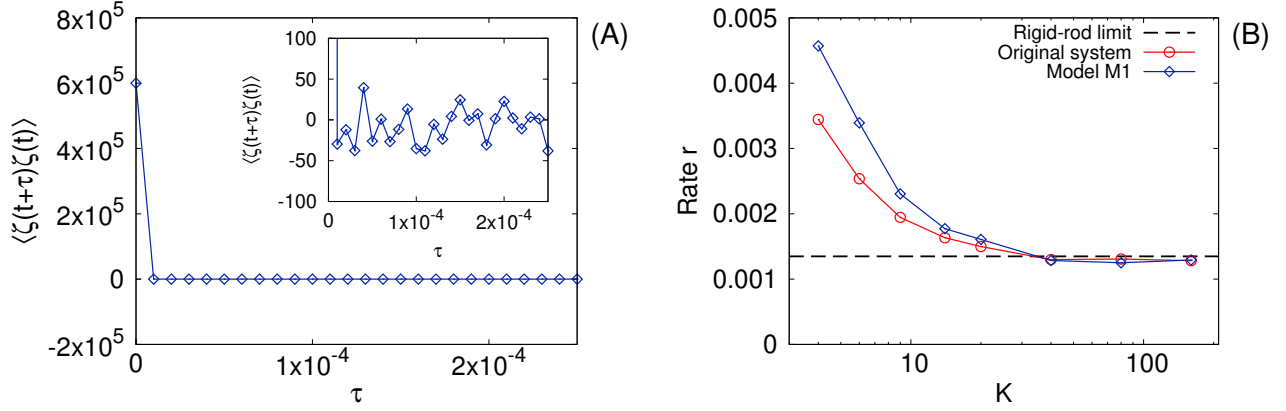 (A)
⟨ζ(t+τ)ζ(t)⟩
8x10^5
6x10^5
4x10^5
2x10^5
0
-2x10^5
0
1x10^-4
2x10^-4
τ
⟨ζ(t+τ)ζ(t)⟩
100
50
0
-50
-100
0
1x10^-4
2x10^-4
τ
(B)
Rate r
0.005
0.004
0.003
0.002
0.001
0
10
100
K
Rigid-rod limit
Original system
Model M1